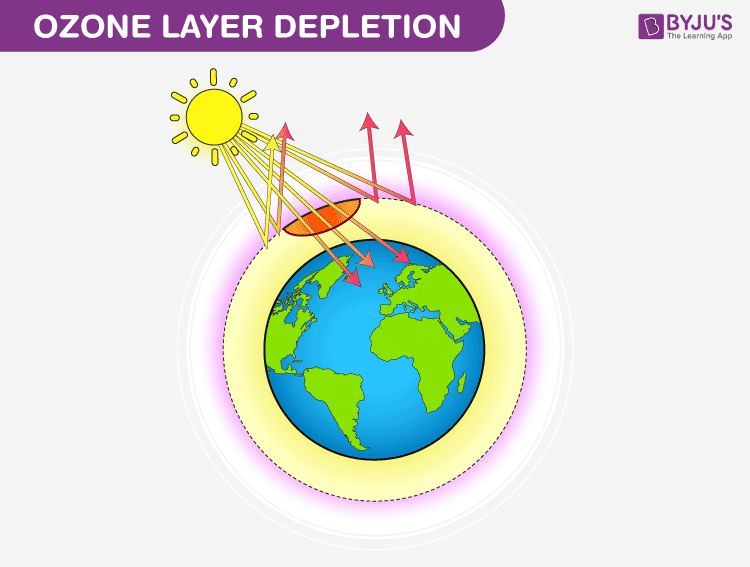 OZONE LAYER DEPLETION
BYJU'S
The Learning App